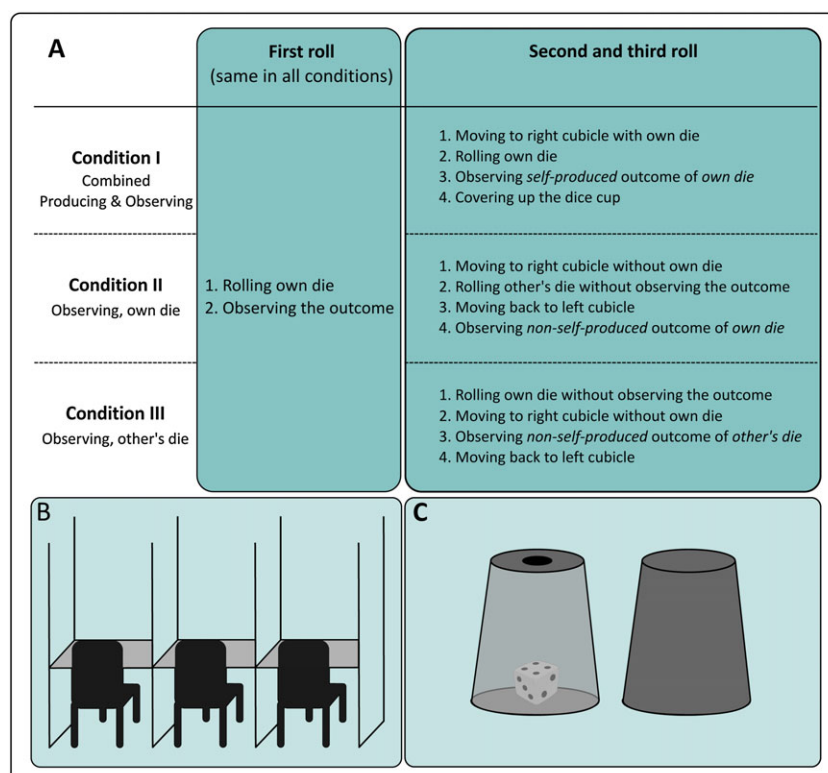 A
First roll
(same in all conditions)
Second and third roll
Condition I
Combined
Producing & Observing
1. Moving to right cubicle with own die
2. Rolling own die
3. Observing self-produced outcome of own die
4. Covering up the dice cup
Condition II
Observing, own die
1. Rolling own die
2. Observing the outcome
1. Moving to right cubicle without own die
2. Rolling other's die without observing the outcome
3. Moving back to left cubicle
4. Observing non-self-produced outcome of own die
Condition III
Observing, other's die
1. Rolling own die without observing the outcome
2. Moving to right cubicle without own die
3. Observing non-self-produced outcome of other's die
4. Moving back to left cubicle
B
C